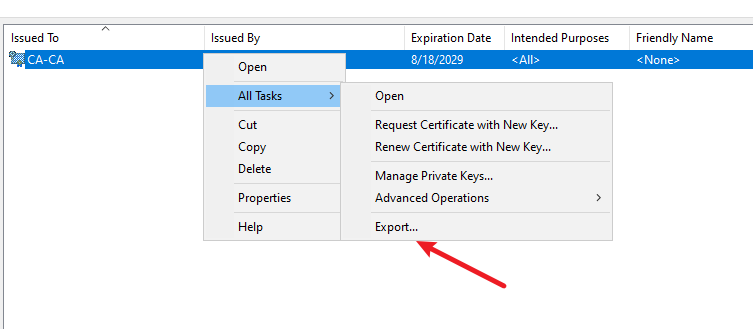 Issued To Issued By Expiration Date Intended Purposes Friendly Name
CA-CA 8/18/2029 <All> <None>
Open
All Tasks
Cut
Copy
Delete
Properties
Help
Open
Request Certificate with New Key...
Renew Certificate with New Key...
Manage Private Keys...
Advanced Operations
Export...